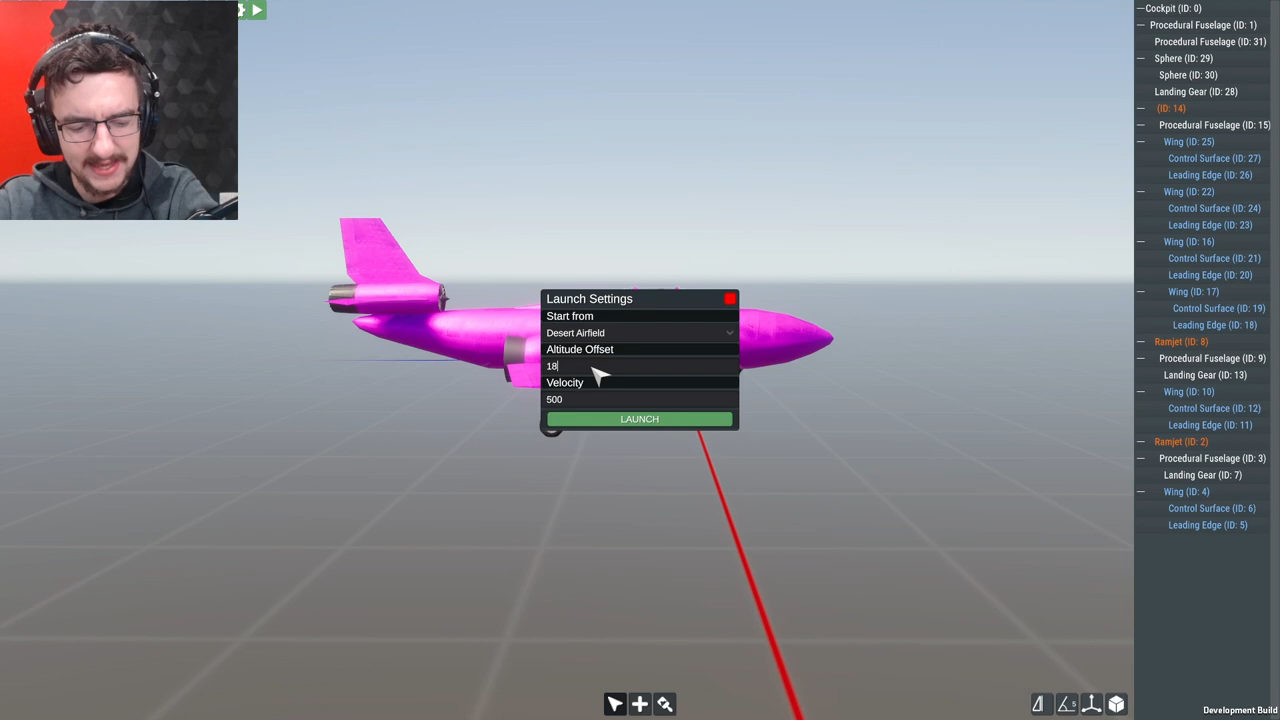 Cockpit (ID: 0)
Procedural Fuselage (ID: 1)
Procedural Fuselage (ID: 31)
Sphere (ID: 29)
Sphere (ID: 30)
Landing Gear (ID: 28)
(ID: 14)
Procedural Fuselage (ID: 15)
Wing (ID: 25)
Control Surface (ID: 27)
Leading Edge (ID: 26)
Wing (ID: 22)
Control Surface (ID: 24)
Leading Edge (ID: 23)
Wing (ID: 16)
Control Surface (ID: 21)
Leading Edge (ID: 20)
Wing (ID: 17)
Control Surface (ID: 19)
Leading Edge (ID: 18)
Ramjet (ID: 8)
Procedural Fuselage (ID: 9)
Landing Gear (ID: 13)
Wing (ID: 10)
Control Surface (ID: 12)
Leading Edge (ID: 11)
Ramjet (ID: 2)
Procedural Fuselage (ID: 3)
Landing Gear (ID: 7)
Wing (ID: 4)
Control Surface (ID: 6)
Leading Edge (ID: 5)
Launch Settings
Start from
Desert Airfield
Altitude Offset
18
Velocity
500
LAUNCH
5
Development Build